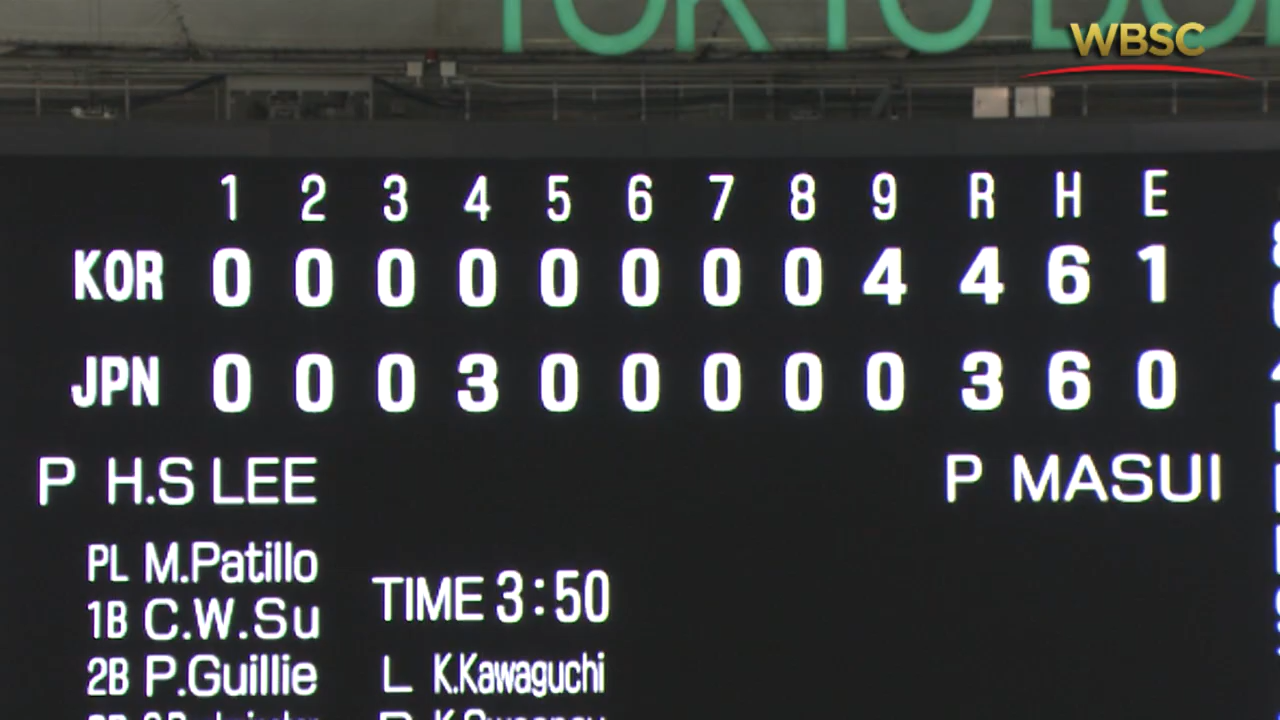 TOKYO DO
WBSC
1 2 3 4 5 6 7 8 9 R H E
KOR 0 0 0 0 0 0 0 0 4 4 6 1
JPN 0 0 0 3 0 0 0 0 0 3 6 0
P H.S LEE P MASUI
PL M.Patillo
1B C.W.Su TIME 3:50
2B P.Guillie L K.Kawaguchi